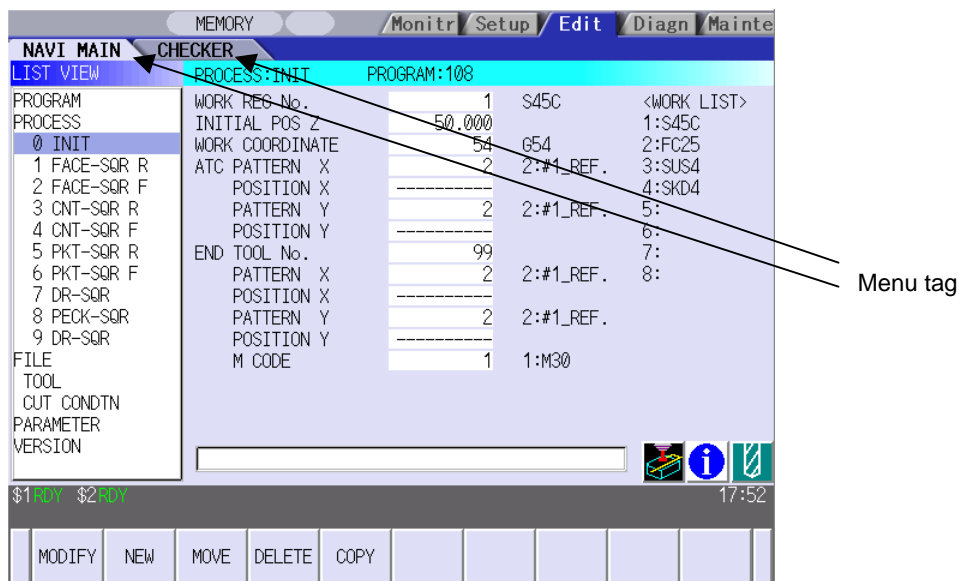 MEMORY Monitr Setup Edit Diagn Mainte
NAVI MAIN CHECKER
LIST VIEW PROCESS:INIT PROGRAM:108
PROGRAM WORK REG No. 1 S45C <WORK LIST>
PROCESS INITIAL POS Z 50.000 1:S45C
0 INIT WORK COORDINATE 54 G54 2:FC25
1 FACE-SQR R ATC PATTERN X 2 2:#1_REF. 3:SUS4
2 FACE-SQR F POSITION X ---------- 4:SKD4
3 CNT-SQR R PATTERN Y 2 2:#1_REF. 5:
4 CNT-SQR F POSITION Y ---------- 6:
5 PKT-SQR R END TOOL No. 99 7:
6 PKT-SQR F PATTERN X 2 2:#1_REF. 8:
7 DR-SQR POSITION X ----------
8 PECK-SQR PATTERN Y 2 2:#1_REF.
9 DR-SQR POSITION Y ----------
FILE M CODE 1 1:M30
TOOL
CUT CONDTN
PARAMETER
VERSION
Menu tag
$1RDY $2RDY 17:52
MODIFY NEW MOVE DELETE COPY